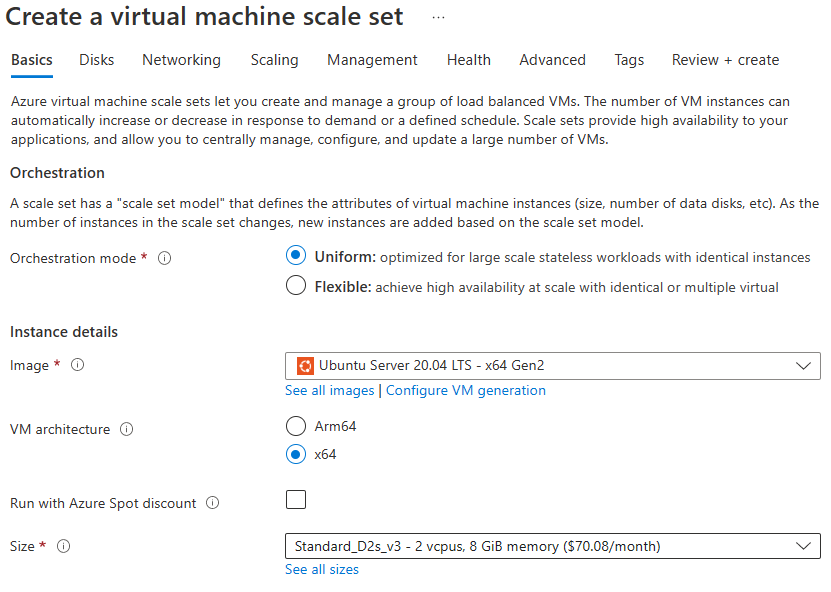 Create a virtual machine scale set ...
Basics Disks Networking Scaling Management Health Advanced Tags Review + create
Azure virtual machine scale sets let you create and manage a group of load balanced VMs. The number of VM instances can
automatically increase or decrease in response to demand or a defined schedule. Scale sets provide high availability to your
applications, and allow you to centrally manage, configure, and update a large number of VMs.
Orchestration
A scale set has a "scale set model" that defines the attributes of virtual machine instances (size, number of data disks, etc). As the
number of instances in the scale set changes, new instances are added based on the scale set model.
Orchestration mode *
Uniform: optimized for large scale stateless workloads with identical instances
Flexible: achieve high availability at scale with identical or multiple virtual
Instance details
Image *
Ubuntu Server 20.04 LTS - x64 Gen2
See all images | Configure VM generation
VM architecture
Arm64
x64
Run with Azure Spot discount
Size *
Standard_D2s_v3 - 2 vcpus, 8 GiB memory ($70.08/month)
See all sizes